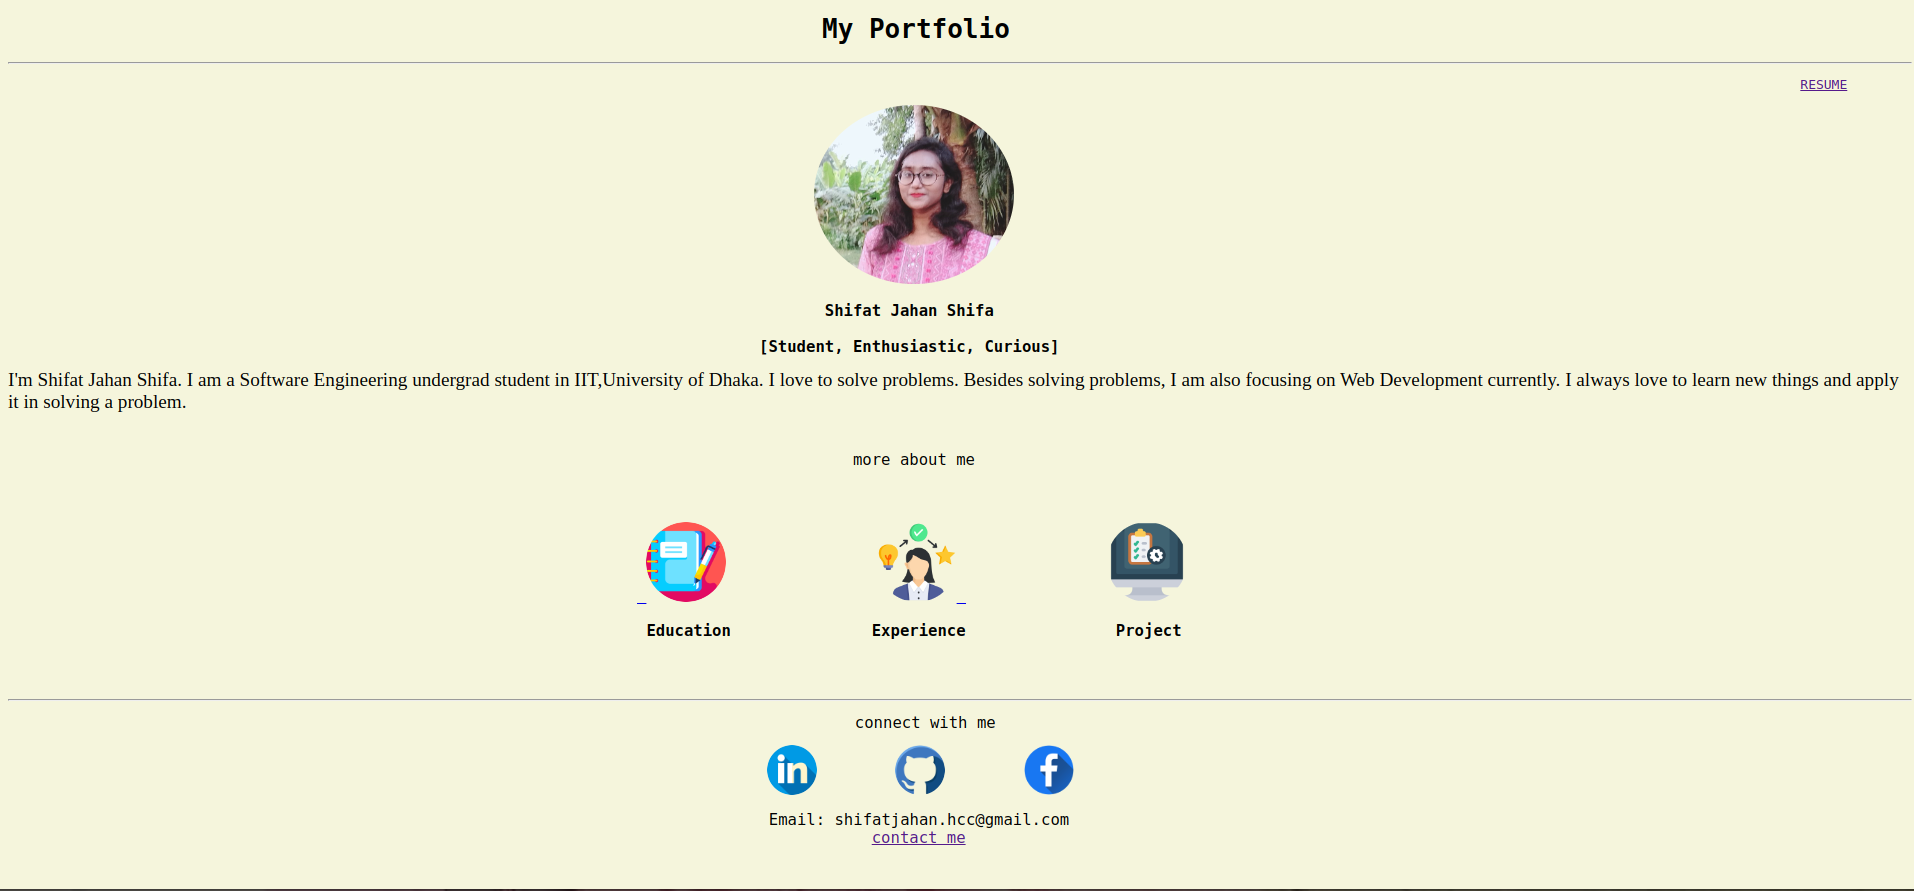 My Portfolio
RESUME
Shifat Jahan Shifa
[Student, Enthusiastic, Curious]
I'm Shifat Jahan Shifa. I am a Software Engineering undergrad student in IIT,University of Dhaka. I love to solve problems. Besides solving problems, I am also focusing on Web Development currently. I always love to learn new things and apply
it in solving a problem.
more about me
Education Experience Project
connect with me
in f
Email: shifatjahan.hcc@gmail.com
contact me